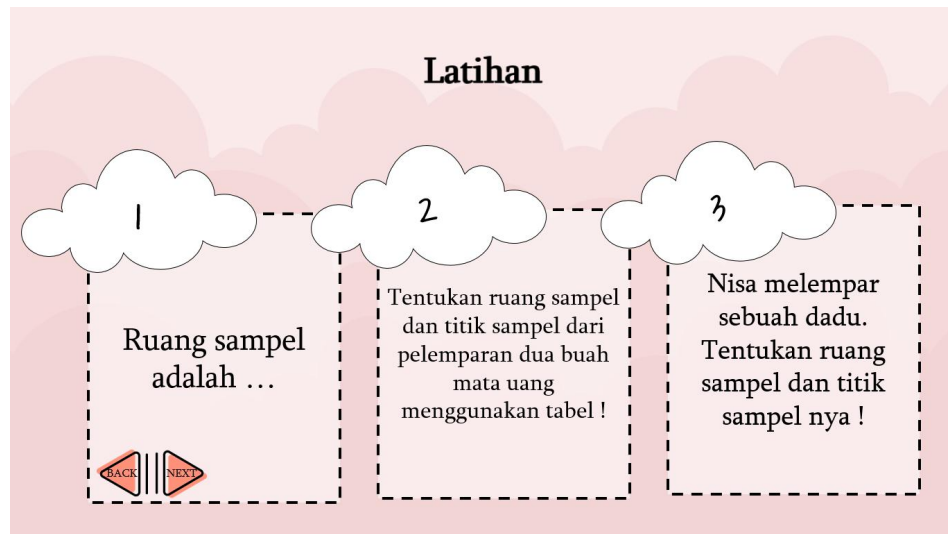 Latihan
1
Ruang sampel
adalah ...
BACK
NEXT
2
Tentukan ruang sampel
dan titik sampel dari
pelemparan dua buah
mata uang
menggunakan tabel !
3
Nisa melempar
sebuah dadu.
Tentukan ruang
sampel dan titik
sampel nya !